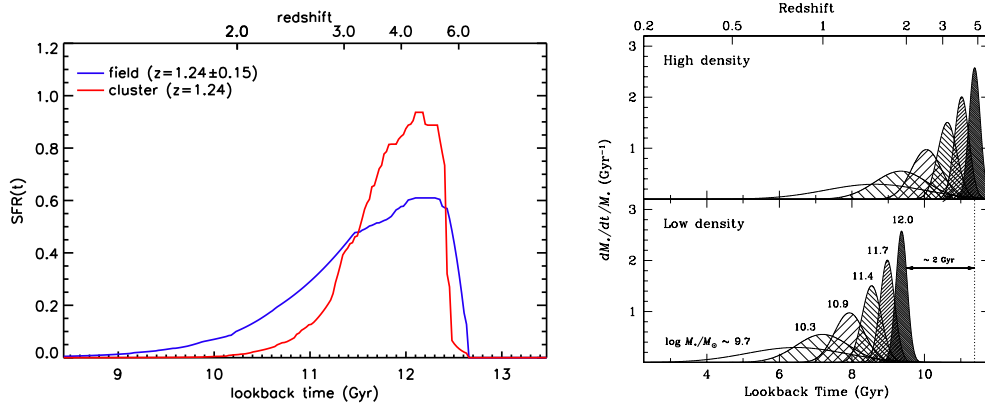 redshift
2.0 3.0 4.0 6.0
1.2
1.0
0.8
0.6
0.4
0.2
0.0
SFR(t)
field (z=1.24±0.15)
cluster (z=1.24)
9 10 11 12 13
lookback time (Gyr)
Redshift
0.2 0.5 1 2 3 5
High density
3
2
1
dM*/dt/M* (Gyr⁻¹)
Low density
3
2
1
12.0
11.7
11.4
10.9
10.3
log M*/M⊙ ~ 9.7
~ 2 Gyr
4 6 8 10
Lookback Time (Gyr)